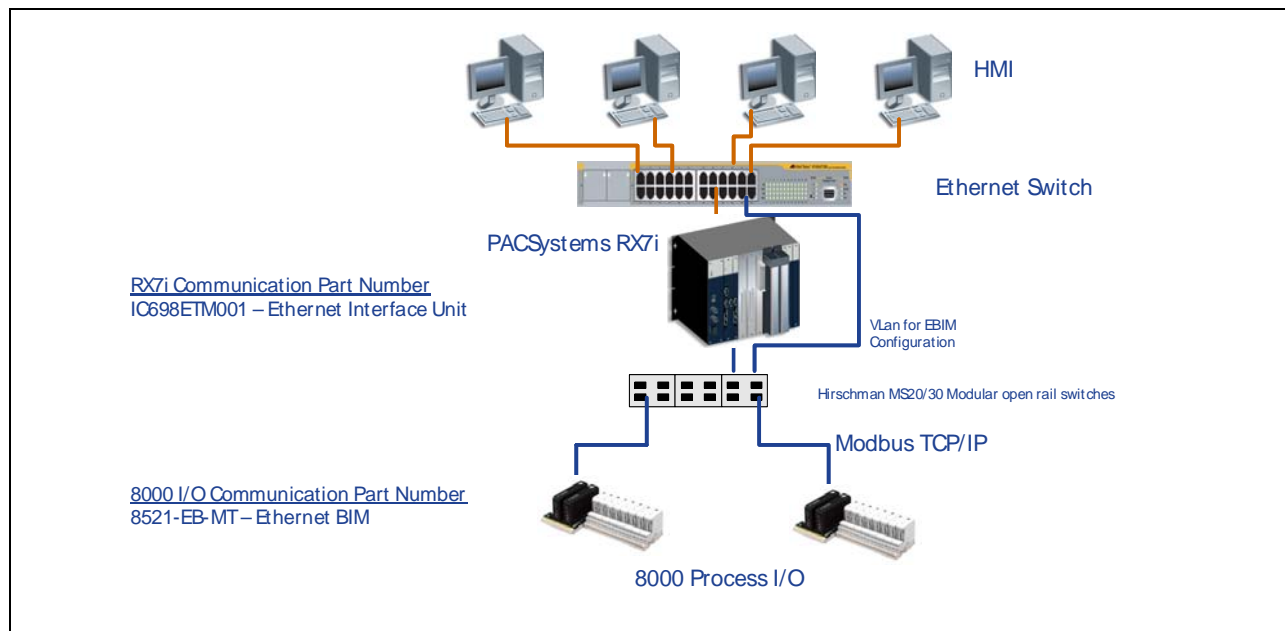 HMI
Ethernet Switch
PACSystems RX7i
RX7i Communication Part Number
IC698ETM001 – Ethernet Interface Unit
VLan for EBIM
Configuration
Hirschman MS20/30 Modular open rail switches
Modbus TCP/IP
8000 I/O Communication Part Number
8521-EB-MT – Ethernet BIM
8000 Process I/O